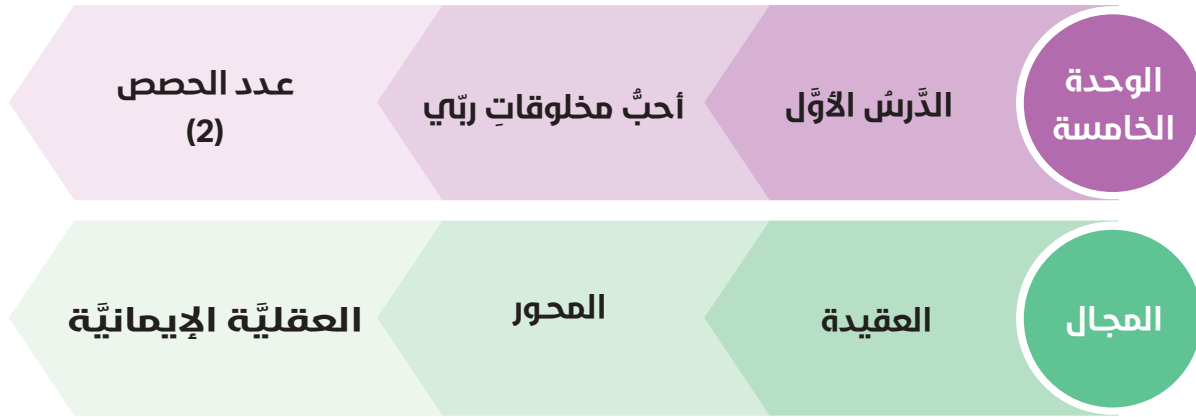 الوحدة
الخامسة
الدَّرسُ الأوَّل
أحبُّ مخلوقاتِ ربّي
عدد الحصص
(2)
المجال
العقيدة
المحور
العقليَّة الإيمانيَّة